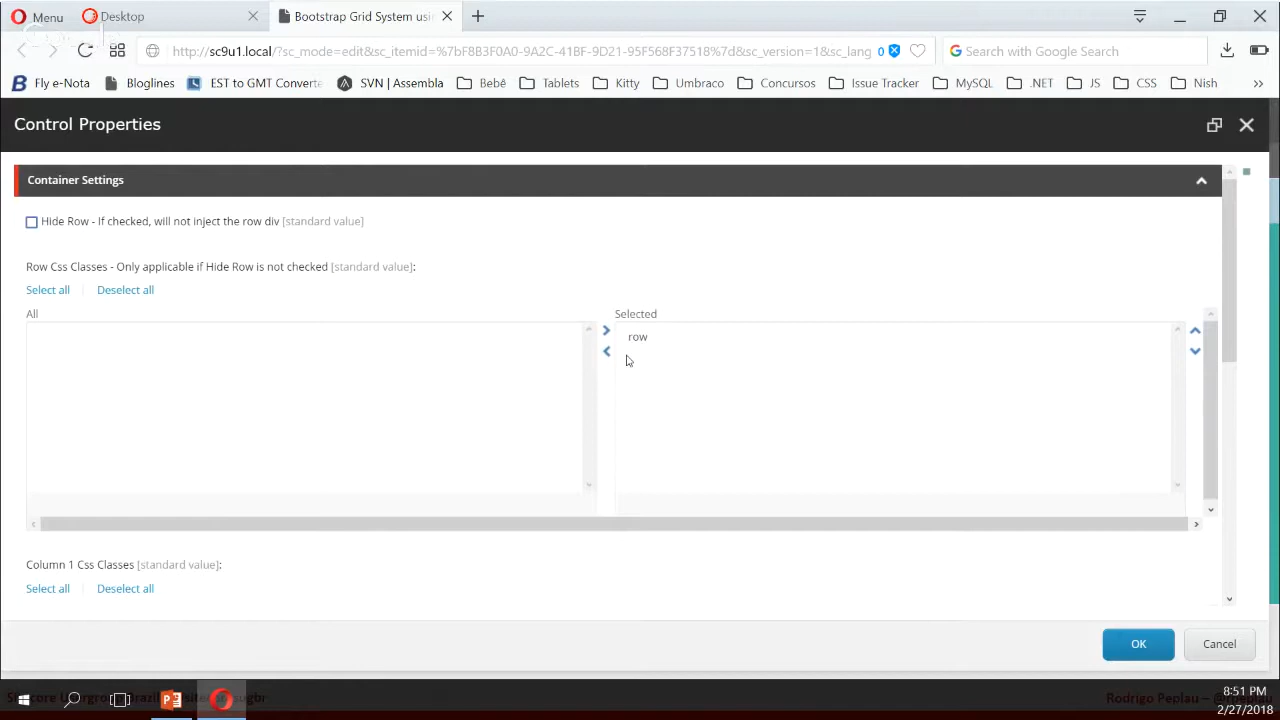 Menu
Desktop
Bootstrap Grid System usin
http://sc9u1.local/?sc_mode=edit&sc_itemid=%7bF8B3F0A0-9A2C-41BF-9D21-95F568F37518%7d&sc_version=1&sc_lang
0
Search with Google Search
Fly e-Nota
Bloglines
EST to GMT Converte
SVN | Assembla
Bebê
Tablets
Kitty
Umbraco
Concursos
Issue Tracker
MySQL
.NET
JS
CSS
Nish
Control Properties
Container Settings
Hide Row - If checked, will not inject the row div [standard value]
Row Css Classes - Only applicable if Hide Row is not checked [standard value]:
Select all
Deselect all
All
Selected
row
Column 1 Css Classes [standard value]:
Select all
Deselect all
OK
Cancel
Rodrigo Peplau –
8:51 PM
2/27/2018